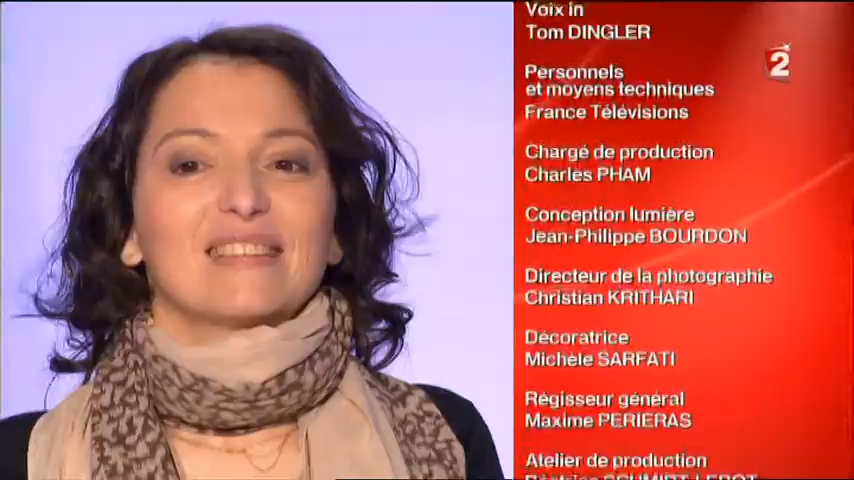 Voix in
Tom DINGLER
2
Personnels
et moyens techniques
France Télévisions
Chargé de production
Charles PHAM
Conception lumière
Jean-Philippe BOURDON
Directeur de la photographie
Christian KRITHARI
Décoratrice
Michèle SARFATI
Régisseur général
Maxime PERIERAS
Atelier de production